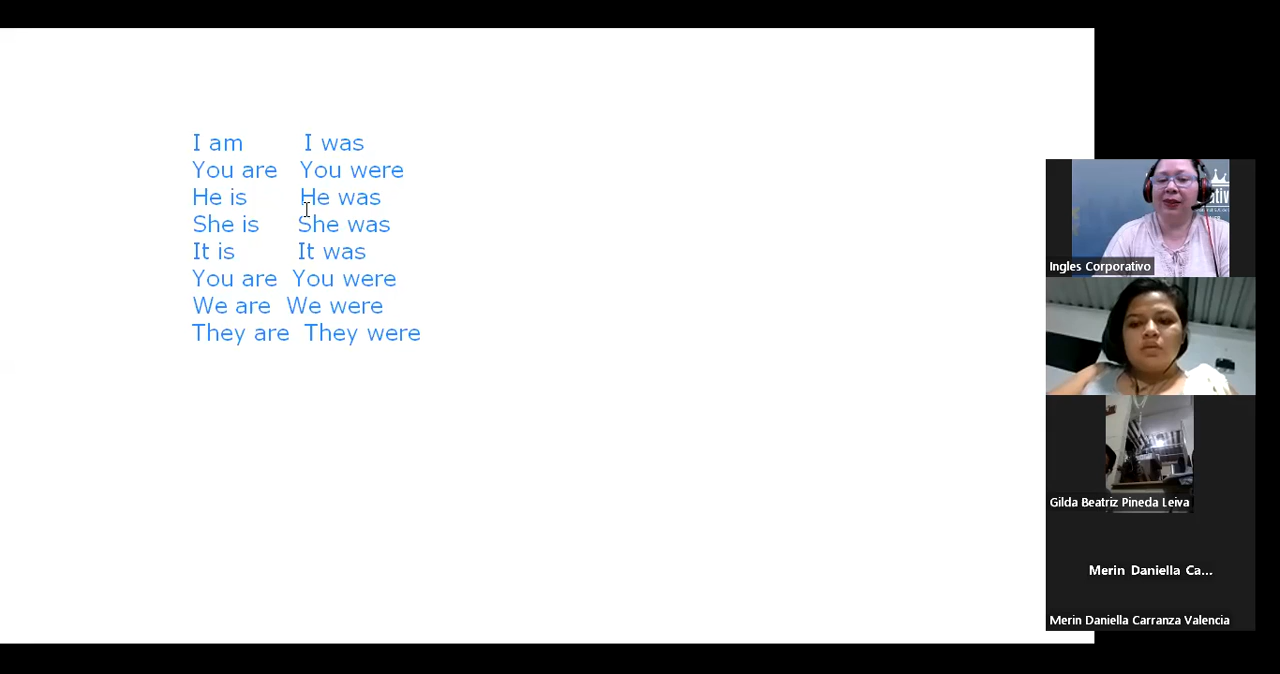 I am I was
You are You were
He is He was
She is She was
It is It was
You are You were
We are We were
They are They were
Ingles Corporativo
Gilda Beatriz Pineda Leiva
Merin Daniella Ca...
Merin Daniella Carranza Valencia